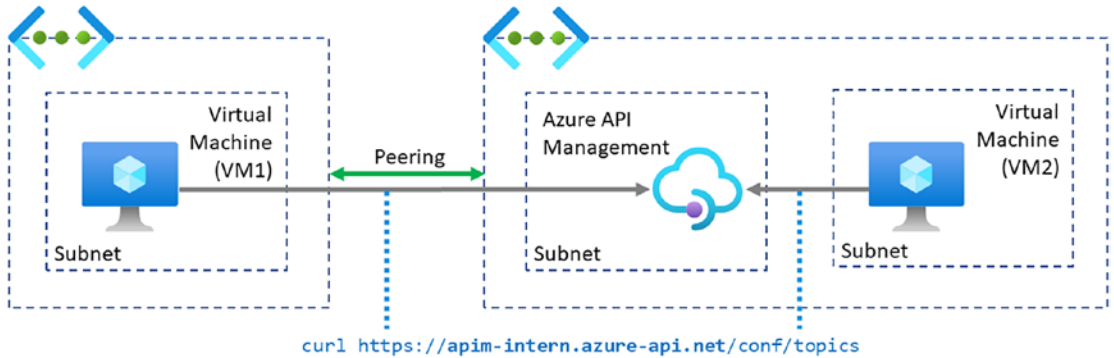 Virtual
Machine
(VM1)
Subnet
Peering
Azure API
Management
Subnet
Virtual
Machine
(VM2)
Subnet
curl https://apim-intern.azure-api.net/conf/topics